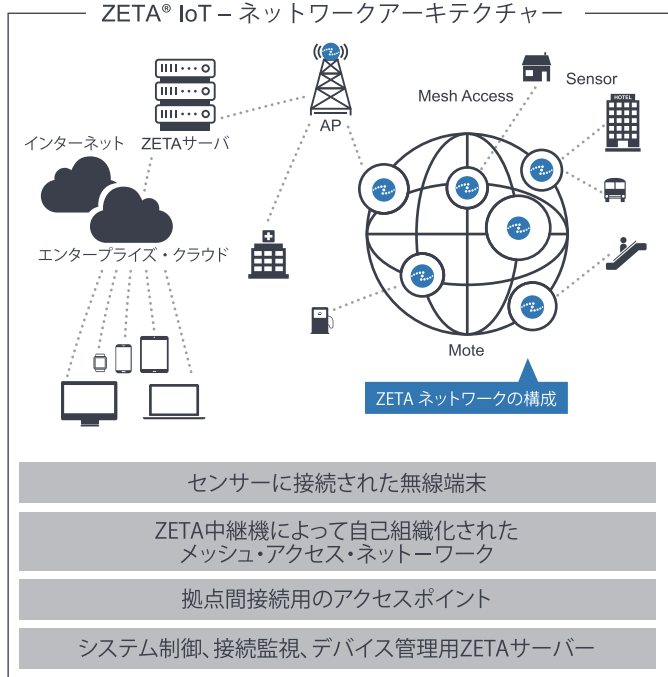 ZETA® IoT – ネットワークアーキテクチャー
Sensor
Mesh Access
HOTEL
AP
インターネット
ZETAサーバ
エンタープライズ・クラウド
Mote
ZETA ネットワークの構成
センサーに接続された無線端末
ZETA中継機によって自己組織化された
メッシュ・アクセス・ネットーワーク
拠点間接続用のアクセスポイント
システム制御、接続監視、デバイス管理用ZETAサーバー